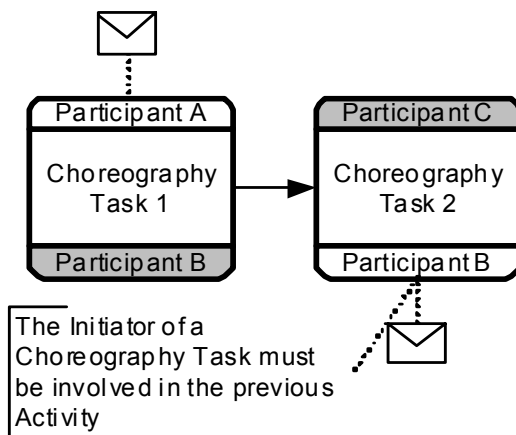 Participant A
Choreography
Task 1
Participant B
Participant C
Choreography
Task 2
Participant B
The Initiator of a
Choreography Task must
be involved in the previous
Activity